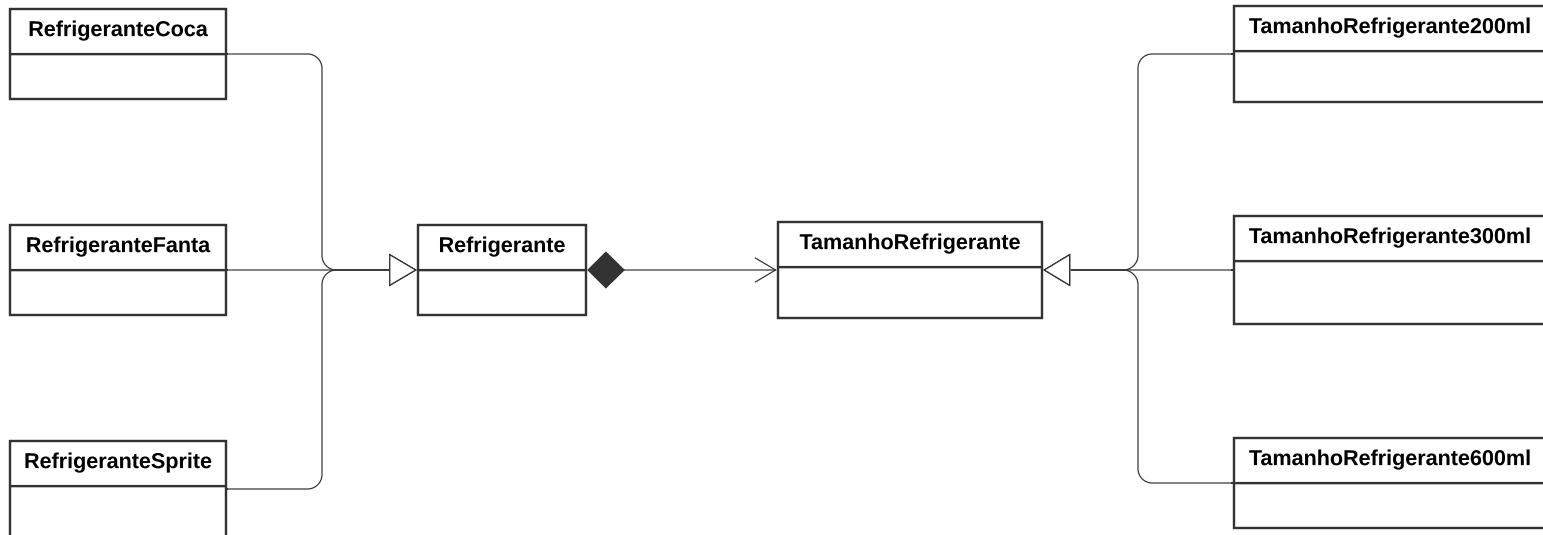 RefrigeranteCoca
TamanhoRefrigerante200ml
RefrigeranteFanta
Refrigerante
TamanhoRefrigerante
TamanhoRefrigerante300ml
RefrigeranteSprite
TamanhoRefrigerante600ml